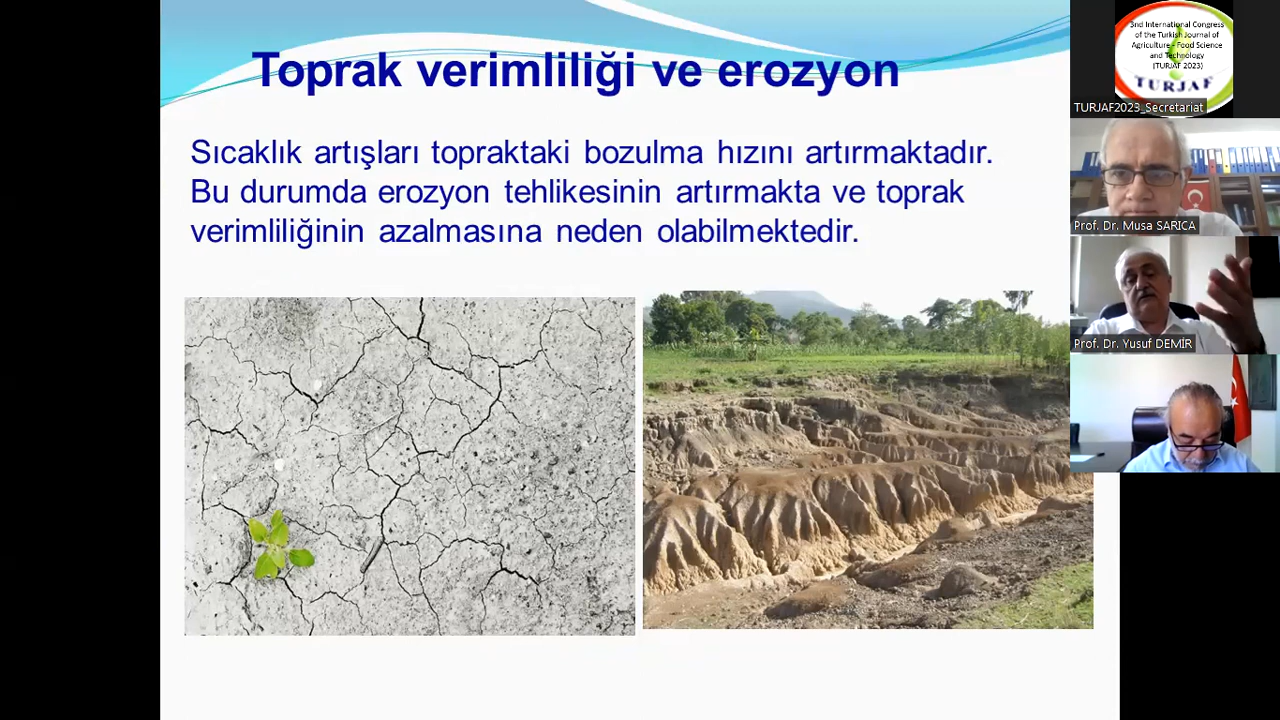 Toprak verimliliği ve erozyon
Sıcaklık artışları topraktaki bozulma hızını artırmaktadır.
Bu durumda erozyon tehlikesinin artırmakta ve toprak
verimliliğinin azalmasına neden olabilmektedir.
3nd International Congress
of the Turkish Journal of
Agriculture - Food Science
and Technology
(TURJAF 2023)
TURJAF
TURJAF2023_Secretariat
Prof. Dr. Musa SARICA
Prof. Dr. Yusuf DEMİR